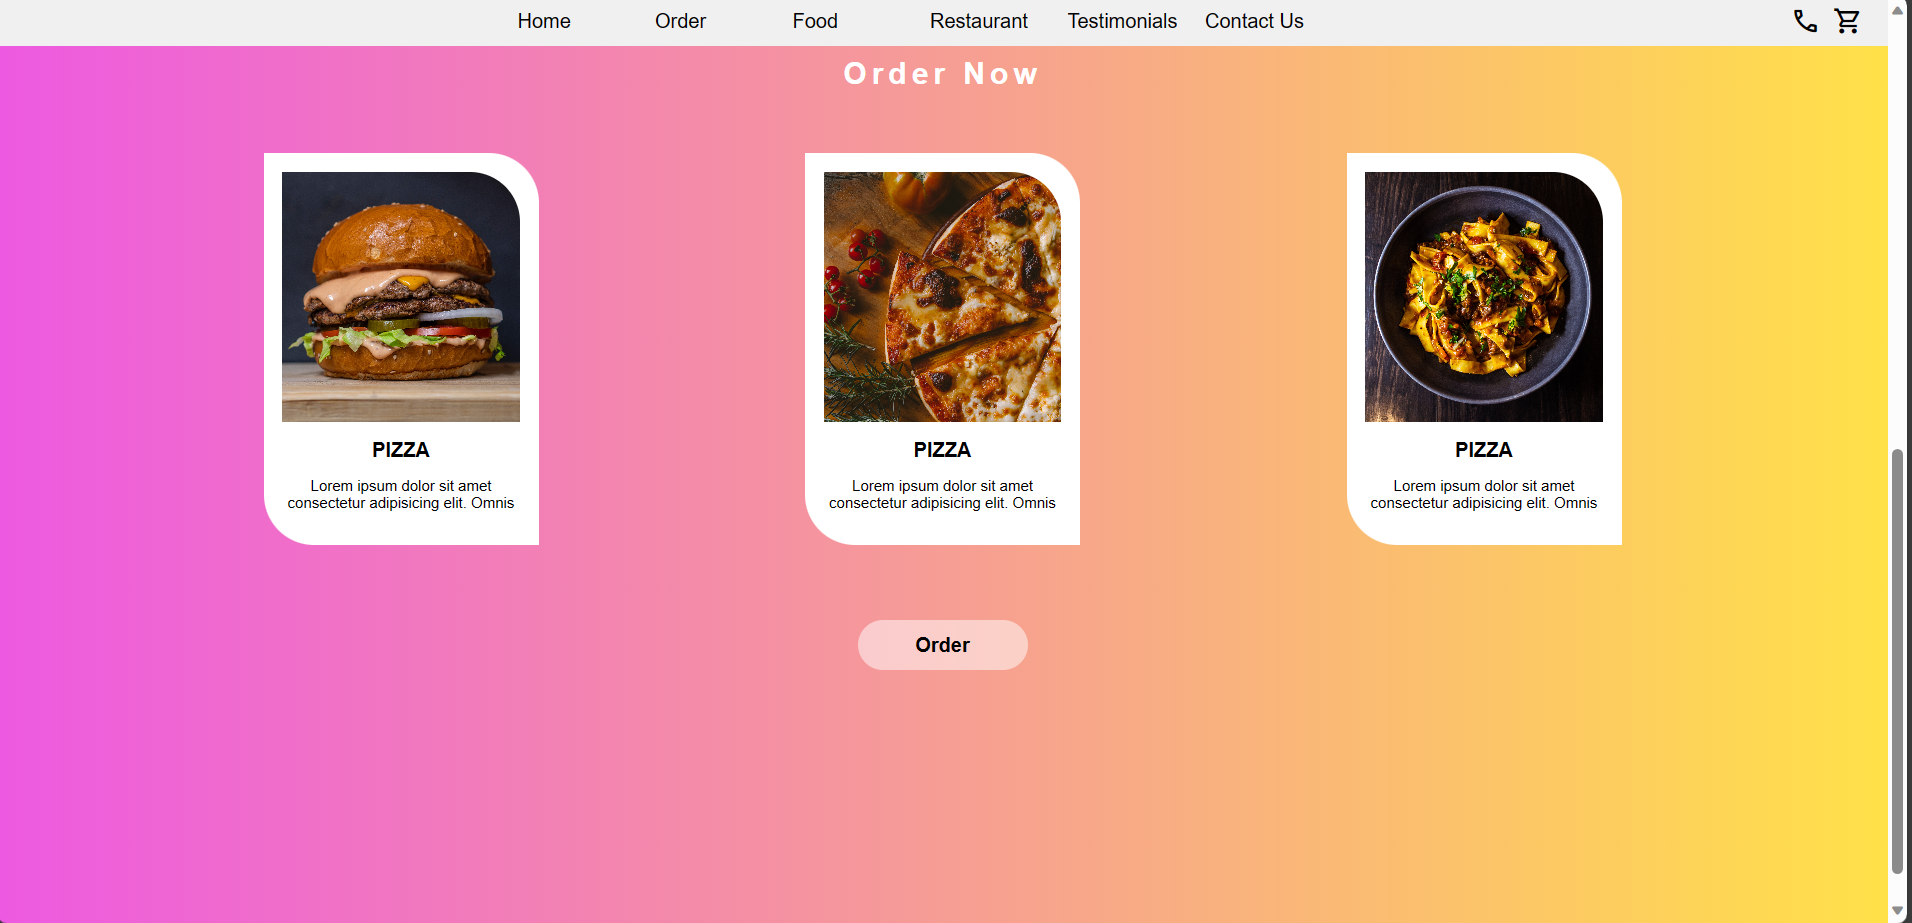 Home Order Food Restaurant Testimonials Contact Us
Order Now
PIZZA
Lorem ipsum dolor sit amet
consectetur adipisicing elit. Omnis
PIZZA
Lorem ipsum dolor sit amet
consectetur adipisicing elit. Omnis
PIZZA
Lorem ipsum dolor sit amet
consectetur adipisicing elit. Omnis
Order